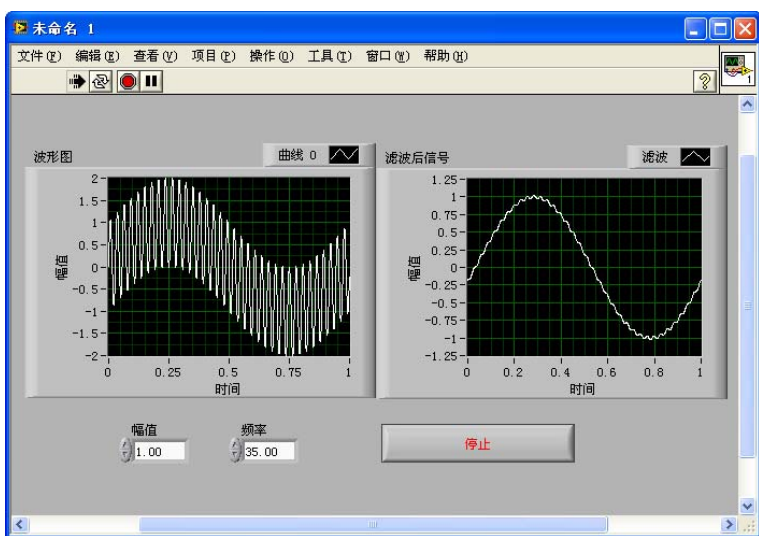 未命名 1
文件(F) 编辑(E) 查看(V) 项目(P) 操作(O) 工具(T) 窗口(W) 帮助(H)
?
1
波形图
曲线 0
2
1.5
1
0.5
0
-0.5
-1
-1.5
-2
幅值
0 0.25 0.5 0.75 1
时间
滤波后信号
滤波
1.25
1
0.75
0.5
0.25
0
-0.25
-0.5
-0.75
-1
-1.25
幅值
0 0.2 0.4 0.6 0.8 1
时间
幅值
1.00
频率
35.00
停止